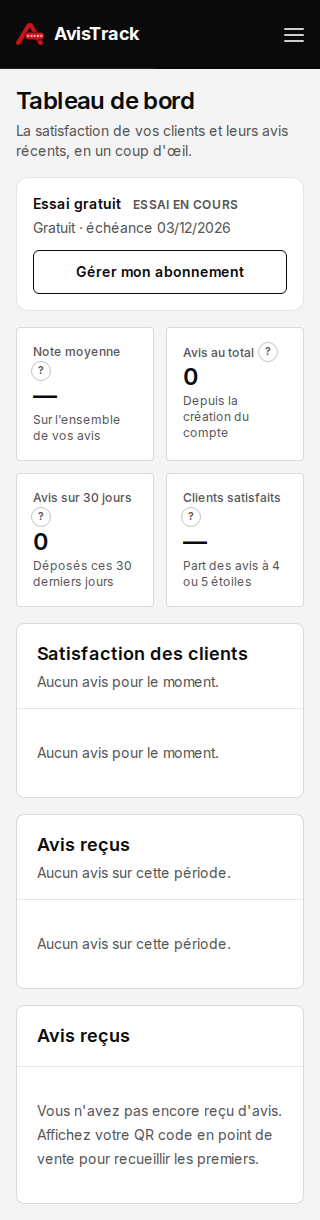 AvisTrack
Tableau de bord
La satisfaction de vos clients et leurs avis
récents, en un coup d'œil.
Essai gratuit ESSAI EN COURS
Gratuit · échéance 03/12/2026
Gérer mon abonnement
Note moyenne
?
—
Sur l'ensemble
de vos avis
Avis au total ?
0
Depuis la
création du
compte
Avis sur 30 jours
?
0
Déposés ces 30
derniers jours
Clients satisfaits
?
—
Part des avis à 4
ou 5 étoiles
Satisfaction des clients
Aucun avis pour le moment.
Aucun avis pour le moment.
Avis reçus
Aucun avis sur cette période.
Aucun avis sur cette période.
Avis reçus
Vous n'avez pas encore reçu d'avis.
Affichez votre QR code en point de
vente pour recueillir les premiers.